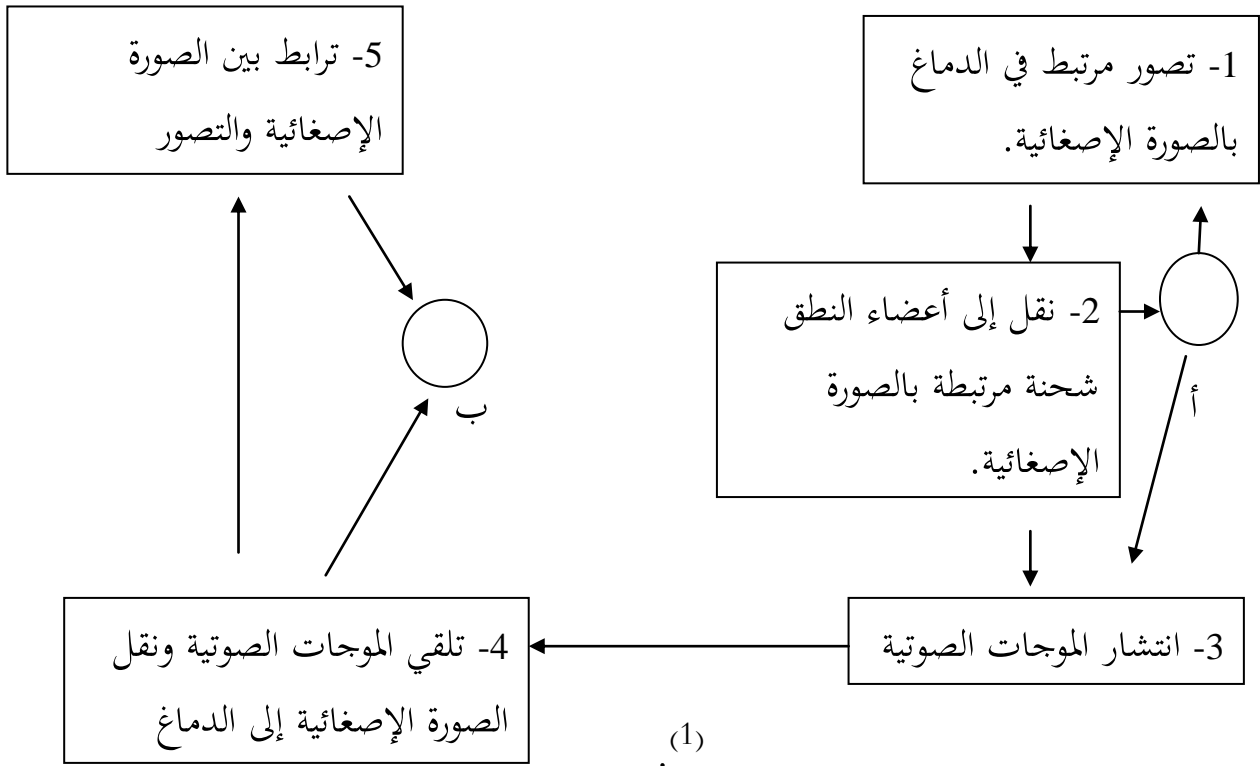 1- تصور مرتبط في الدماغ
بالصورة الإصغائية.
2- نقل إلى أعضاء النطق
شحنة مرتبطة بالصورة
الإصغائية.
أ
3- انتشار الموجات الصوتية
4- تلقي الموجات الصوتية ونقل
الصورة الإصغائية إلى الدماغ
5- ترابط بين الصورة
الإصغائية والتصور
ب
(1)